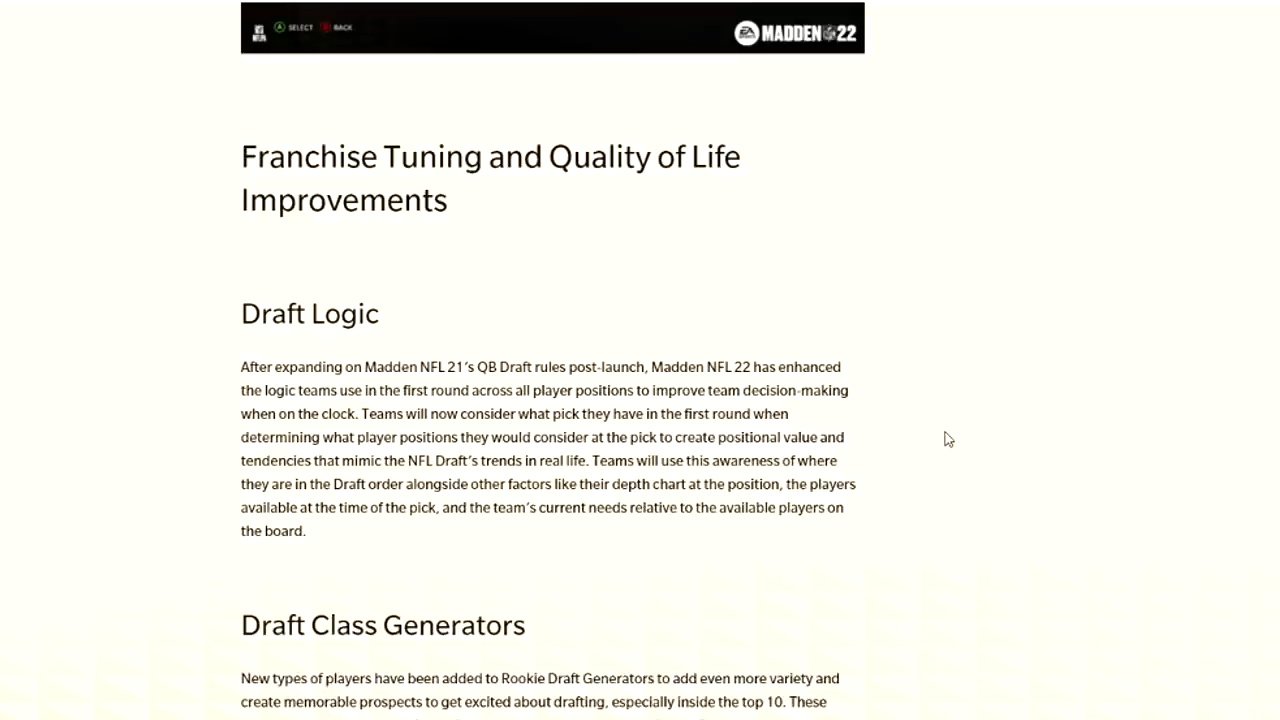 SELECT BACK
EA SPORTS MADDEN NFL 22
Franchise Tuning and Quality of Life
Improvements
Draft Logic
After expanding on Madden NFL 21's QB Draft rules post-launch, Madden NFL 22 has enhanced
the logic teams use in the first round across all player positions to improve team decision-making
when on the clock. Teams will now consider what pick they have in the first round when
determining what player positions they would consider at the pick to create positional value and
tendencies that mimic the NFL Draft's trends in real life. Teams will use this awareness of where
they are in the Draft order alongside other factors like their depth chart at the position, the players
available at the time of the pick, and the team's current needs relative to the available players on
the board.
Draft Class Generators
New types of players have been added to Rookie Draft Generators to add even more variety and
create memorable prospects to get excited about drafting, especially inside the top 10. These